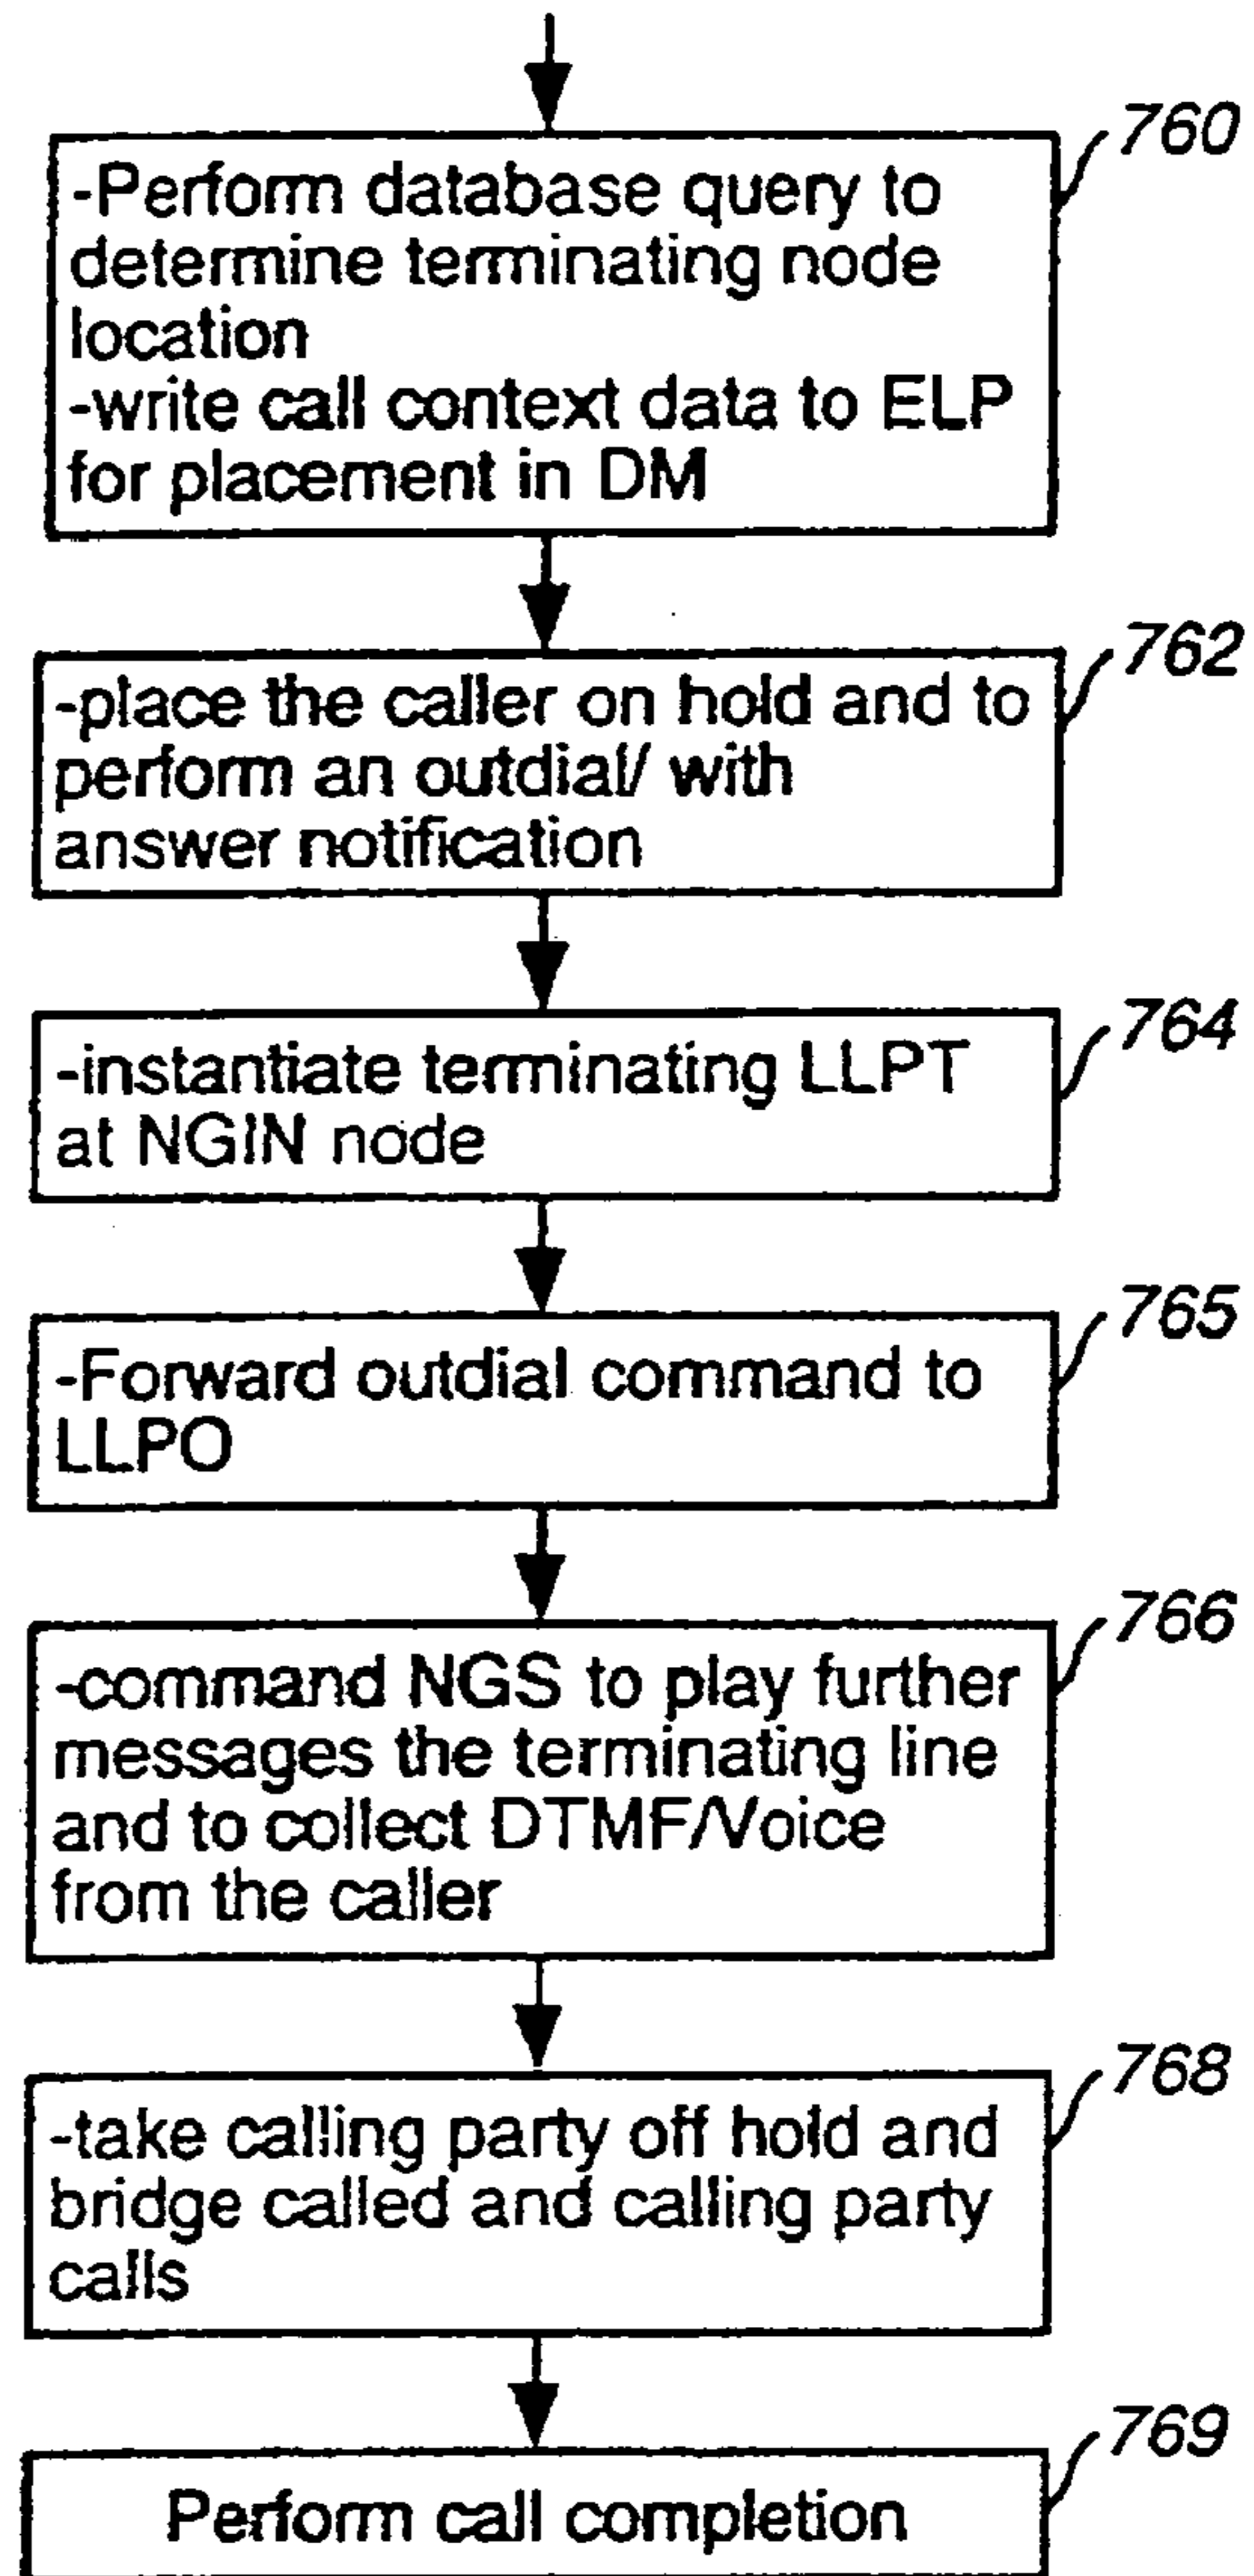 760
-Perform database query to
determine terminating node
location
-write call context data to ELP
for placement in DM
762
-place the caller on hold and to
perform an outdial/ with
answer notification
764
-instantiate terminating LLPT
at NGIN node
765
-Forward outdial command to
LLPO
766
-command NGS to play further
messages the terminating line
and to collect DTMF/Voice
from the caller
768
-take calling party off hold and
bridge called and calling party
calls
769
Perform call completion